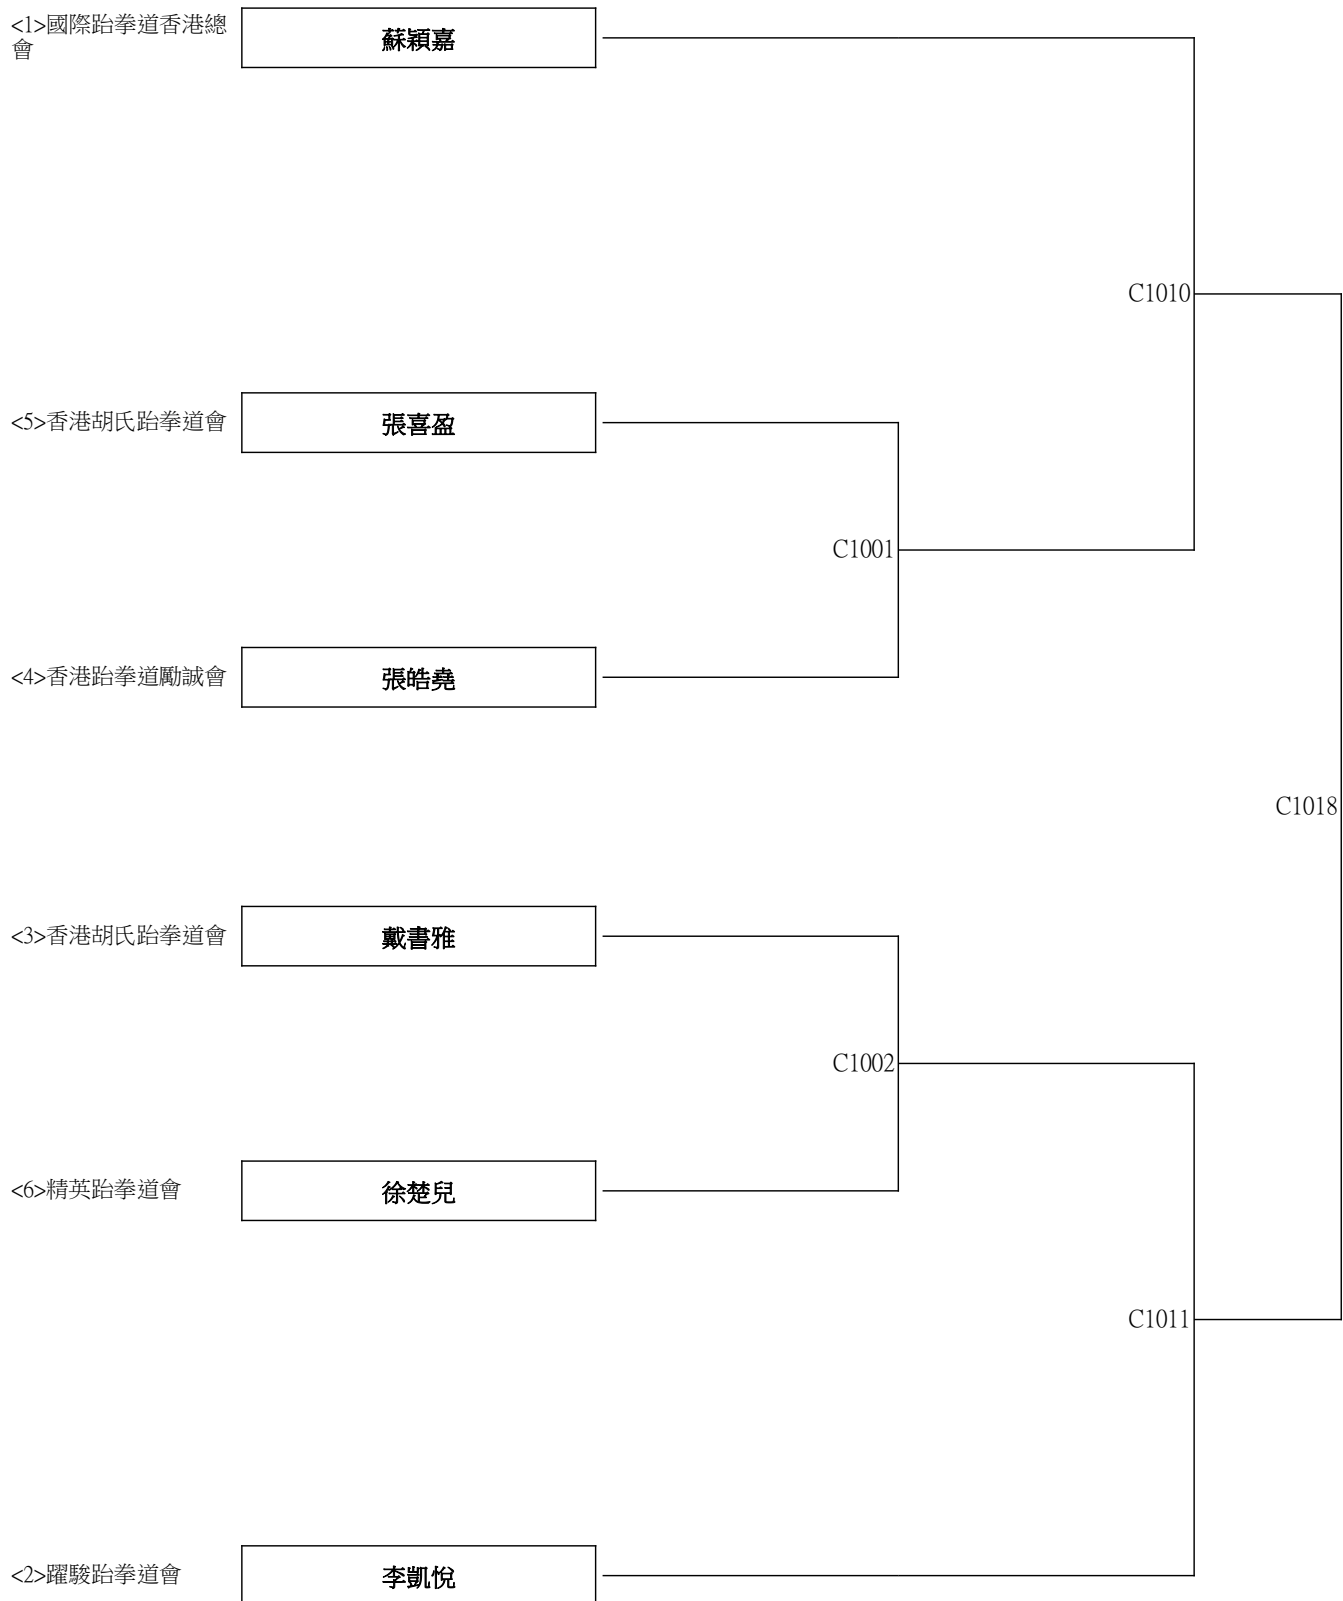 <1>國際跆拳道香港總
會
蘇穎嘉
C1010
<5>香港胡氏跆拳道會
張喜盈
C1001
<4>香港跆拳道勵誠會
張皓堯
C1018
<3>香港胡氏跆拳道會
戴書雅
C1002
<6>精英跆拳道會
徐楚兒
C1011
<2>躍駿跆拳道會
李凱悅